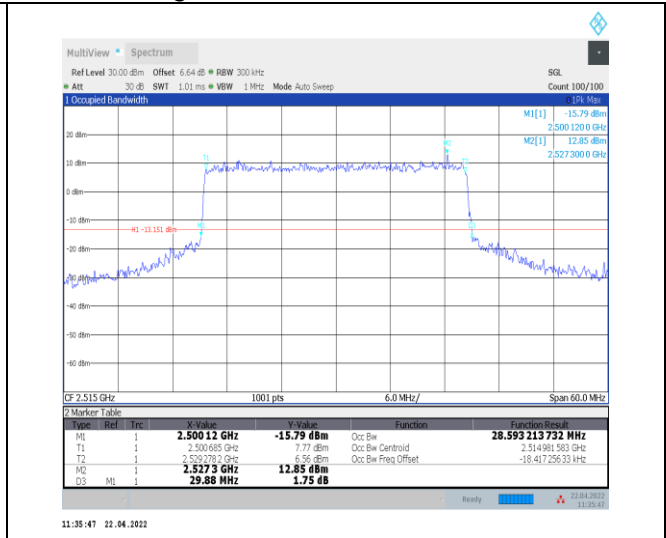 MultiView Spectrum
Ref Level 30.00 dBm Offset 6.64 dB RBW 300 kHz SGL
Att 30 dB SWT 1.01 ms VBW 1 MHz Mode Auto Sweep Count 100/100
1 Occupied Bandwidth 1Pk Max
M1[1] -15.79 dBm
2.500 120 0 GHz
M2[1] 12.85 dBm
2.527 300 0 GHz
20 dBm
M2
T1
10 dBm
0 dBm
-10 dBm
H1 -13.151 dBm
-20 dBm
-30 dBm
-40 dBm
-50 dBm
-60 dBm
CF 2.515 GHz 1001 pts 6.0 MHz/ Span 60.0 MHz
2 Marker Table
Type Ref Trc X-Value Y-Value Function Function Result
M1 1 2.500 12 GHz -15.79 dBm Occ Bw 28.593 213 732 MHz
T1 1 2.500 685 GHz 7.77 dBm Occ Bw Centroid 2.514 981 583 GHz
T2 1 2.529 278 2 GHz 6.56 dBm Occ Bw Freq Offset -18.417 256 33 kHz
M2 1 2.527 3 GHz 12.85 dBm
D3 M1 1 29.88 MHz 1.75 dB
Ready 22.04.2022
11:35:47
11:35:47 22.04.2022